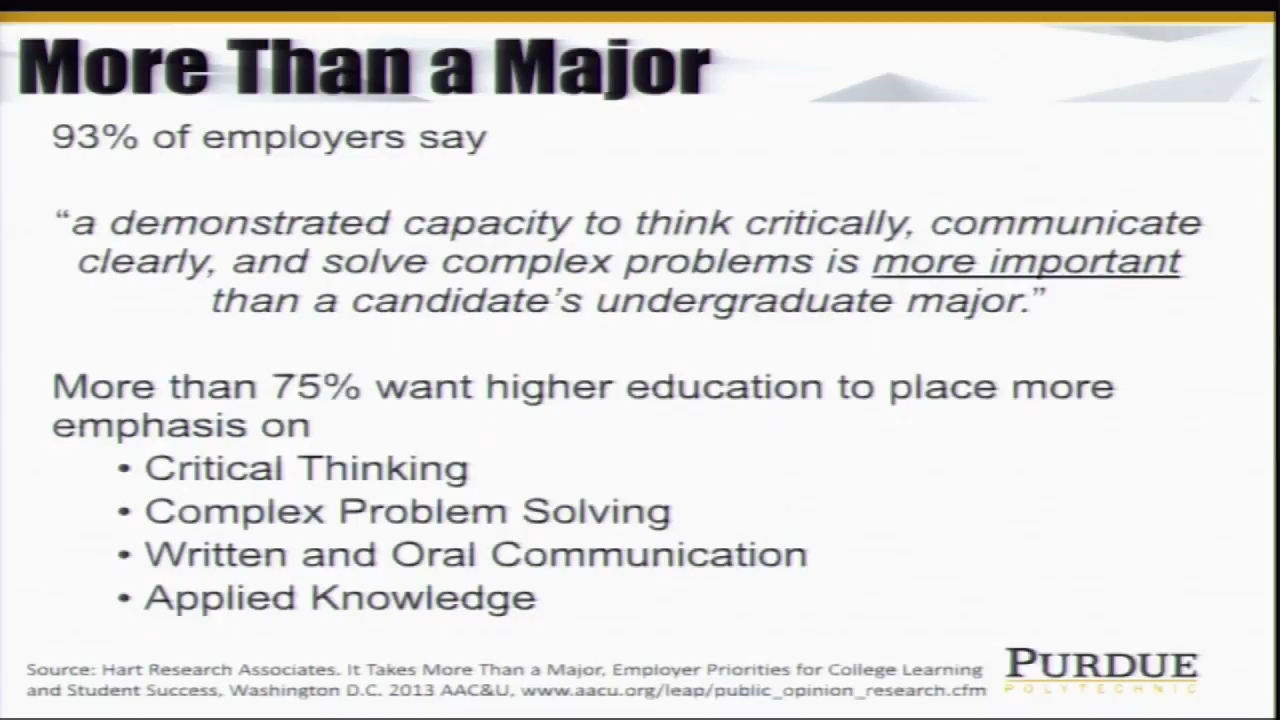 More Than a Major
93% of employers say
“a demonstrated capacity to think critically, communicate
clearly, and solve complex problems is more important
than a candidate’s undergraduate major.”
More than 75% want higher education to place more
emphasis on
• Critical Thinking
• Complex Problem Solving
• Written and Oral Communication
• Applied Knowledge
Source: Hart Research Associates. It Takes More Than a Major, Employer Priorities for College Learning
and Student Success, Washington D.C. 2013 AAC&U, www.aacu.org/leap/public_opinion_research.cfm
PURDUE
POLYTECHNIC